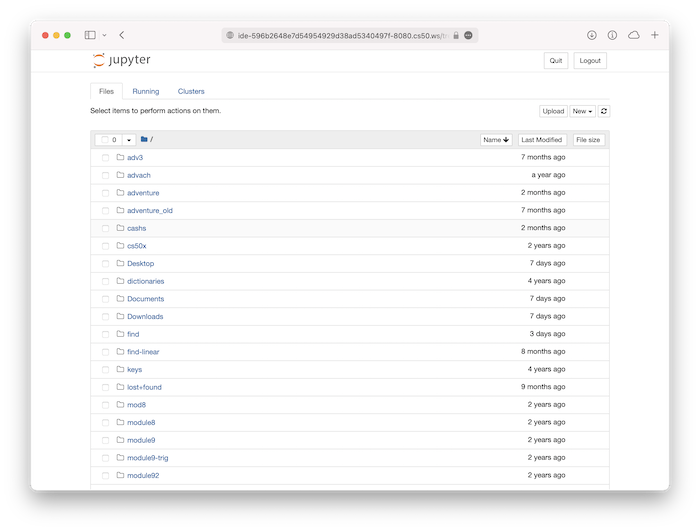 ide-596b2648e7d54954929d38ad5340497f-8080.cs50.ws/tr
jupyter
Quit
Logout
Files
Running
Clusters
Select items to perform actions on them.
Upload
New
0
/
Name
Last Modified
File size
adv3 7 months ago
advach a year ago
adventure 2 months ago
adventure_old 7 months ago
cashs 2 months ago
cs50x 2 years ago
Desktop 7 days ago
dictionaries 4 years ago
Documents 7 days ago
Downloads 7 days ago
find 3 days ago
find-linear 8 months ago
keys 4 years ago
lost+found 9 months ago
mod8 2 years ago
module8 2 years ago
module9 2 years ago
module9-trig 2 years ago
module92 2 years ago